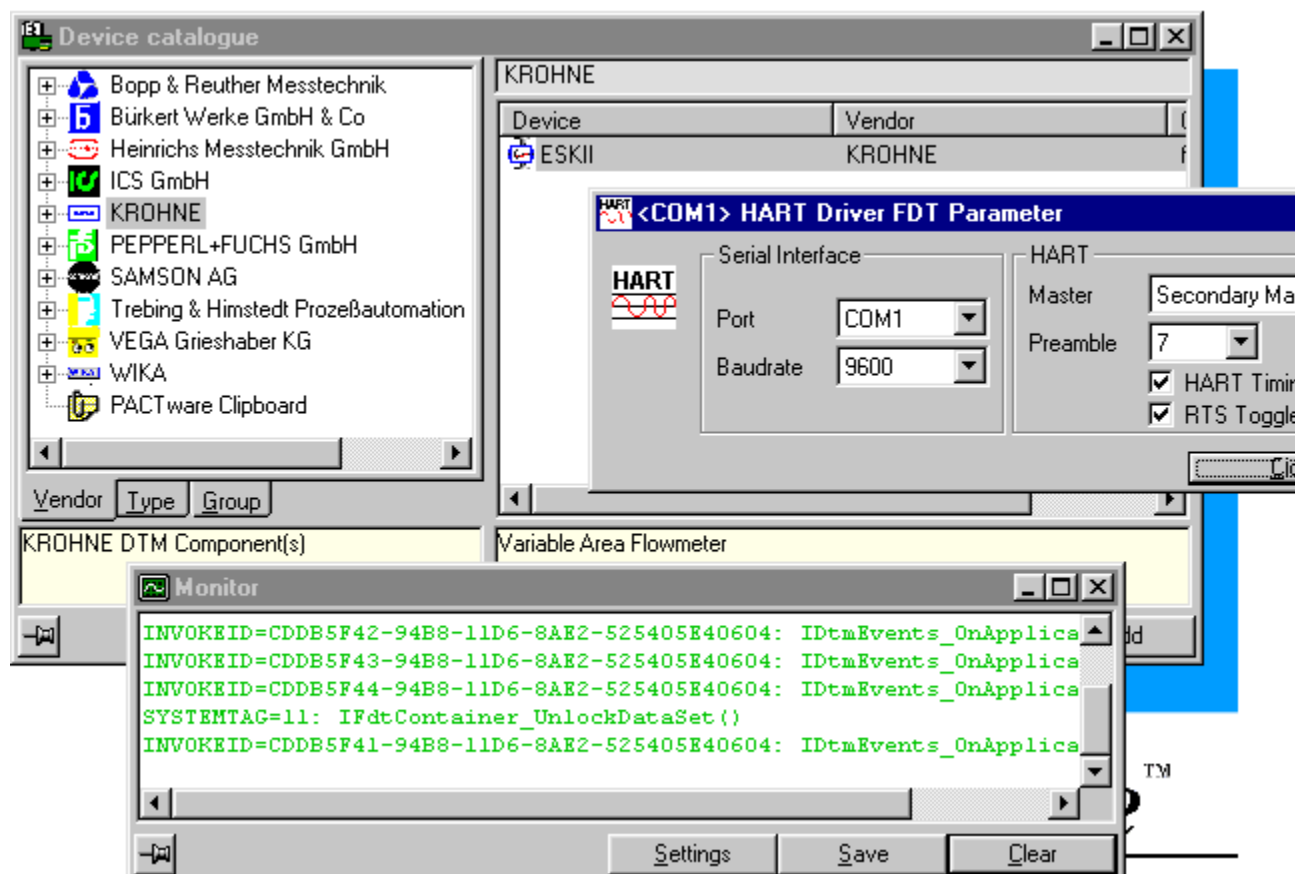 Device catalogue
Bopp & Reuther Messtechnik
Bürkert Werke GmbH & Co
Heinrichs Messtechnik GmbH
ICS GmbH
KROHNE
PEPPERL+FUCHS GmbH
SAMSON AG
Trebing & Himstedt Prozeßautomation
VEGA Grieshaber KG
WIKA
PACTware Clipboard
Vendor Type Group
KROHNE DTM Component(s)
KROHNE
Device Vendor
ESKII KROHNE
<COM1> HART Driver FDT Parameter
HART
Serial Interface
Port COM1
Baudrate 9600
HART
Master Secondary Ma
Preamble 7
HART Timin
RTS Toggle
Clo
Variable Area Flowmeter
dd
Monitor
INVOKEID=CDDB5F42-94B8-11D6-8AE2-525405E40604: IDtmEvents_OnApplica
INVOKEID=CDDB5F43-94B8-11D6-8AE2-525405E40604: IDtmEvents_OnApplica
INVOKEID=CDDB5F44-94B8-11D6-8AE2-525405E40604: IDtmEvents_OnApplica
SYSTEMTAG=11: IFdtContainer_UnlockDataSet()
INVOKEID=CDDB5F41-94B8-11D6-8AE2-525405E40604: IDtmEvents_OnApplica
Settings Save Clear
TM